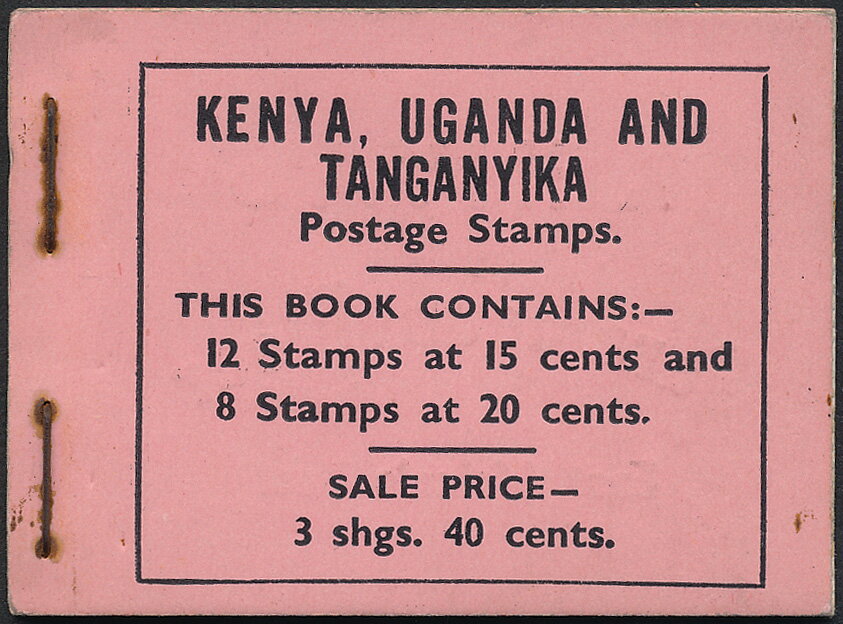 KENYA, UGANDA AND
TANGANYIKA
Postage Stamps.
THIS BOOK CONTAINS:—
12 Stamps at 15 cents and
8 Stamps at 20 cents.
SALE PRICE—
3 shgs. 40 cents.